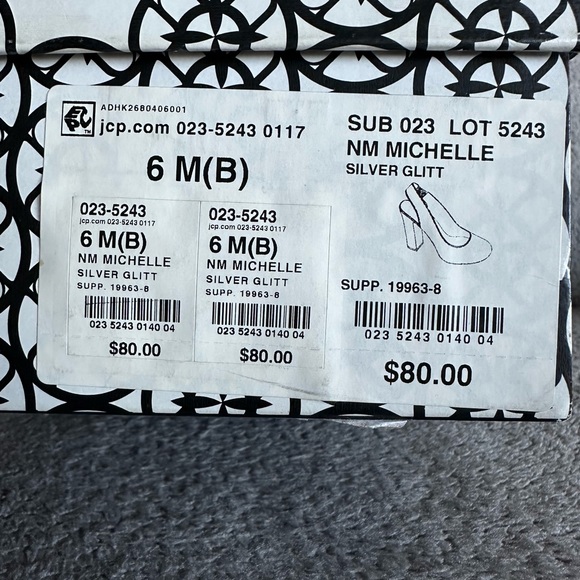 ADHK26B0406001
jcp.com 023-5243 0117
6 M(B)
SUB 023 LOT 5243
NM MICHELLE
SILVER GLITT
023-5243
jcp.com 023-5243 0117
6 M(B)
NM MICHELLE
SILVER GLITT
SUPP. 19963-8
023 5243 0140 04
$80.00
023-5243
jcp.com 023-5243 0117
6 M(B)
NM MICHELLE
SILVER GLITT
SUPP. 19963-8
023 5243 0140 04
$80.00
SUPP. 19963-8
023 5243 0140 04
$80.00